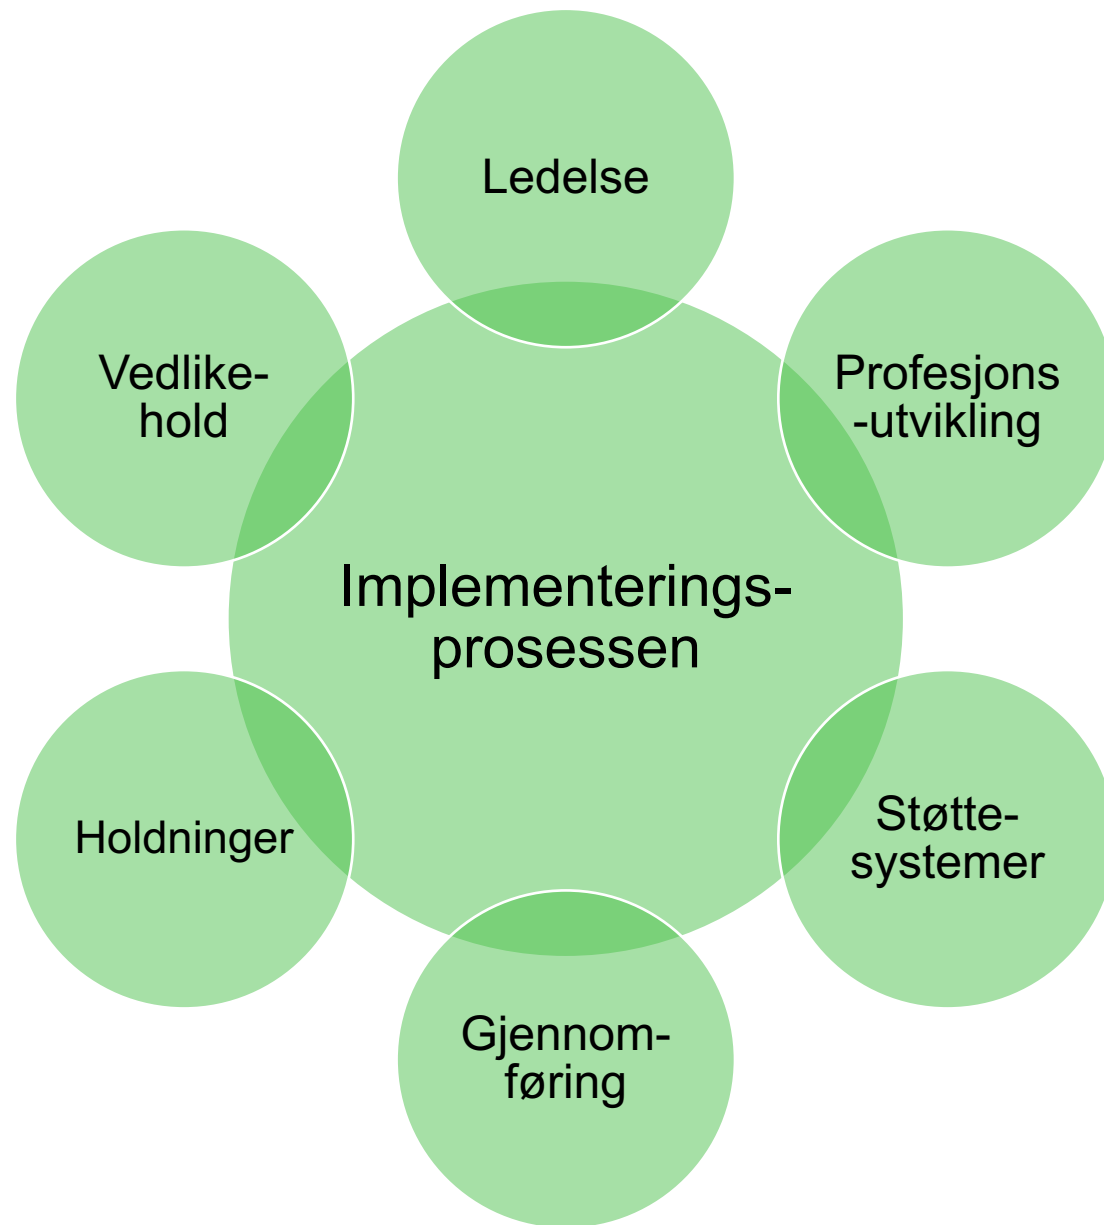 Ledelse
Profesjons
-utvikling
Støtte-
systemer
Gjennom-
føring
Holdninger
Vedlike-
hold
Implementerings-
prosessen